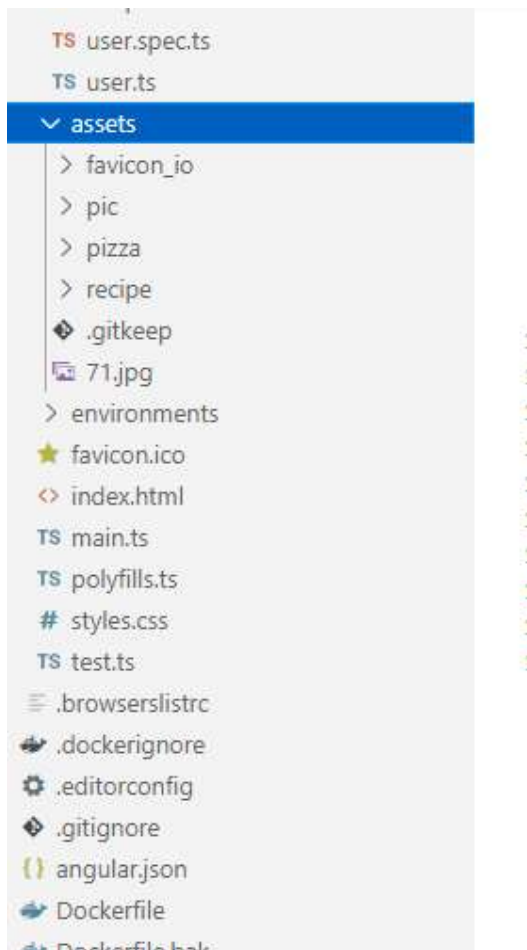 TS user.spec.ts
TS user.ts
assets
favicon_io
pic
pizza
recipe
.gitkeep
71.jpg
environments
favicon.ico
<> index.html
TS main.ts
TS polyfills.ts
# styles.css
TS test.ts
.browserslistrc
.dockerignore
.editorconfig
.gitignore
{} angular.json
Dockerfile
Dockerfile.bak